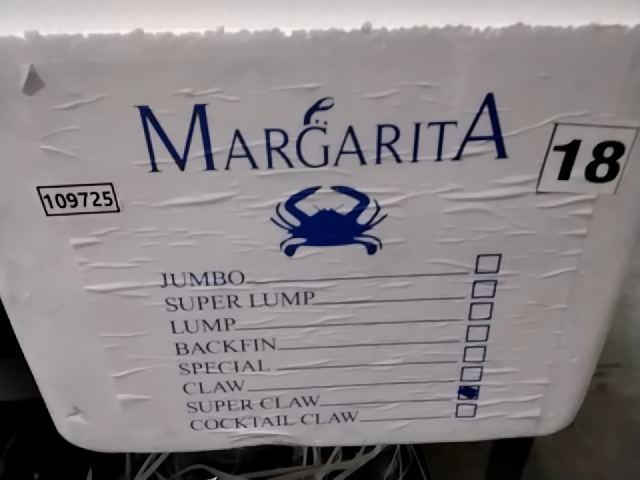 MARGARITA
18
109725
JUMBO
SUPER LUMP
LUMP
BACKFIN
SPECIAL
CLAW
SUPER CLAW
COCKTAIL CLAW